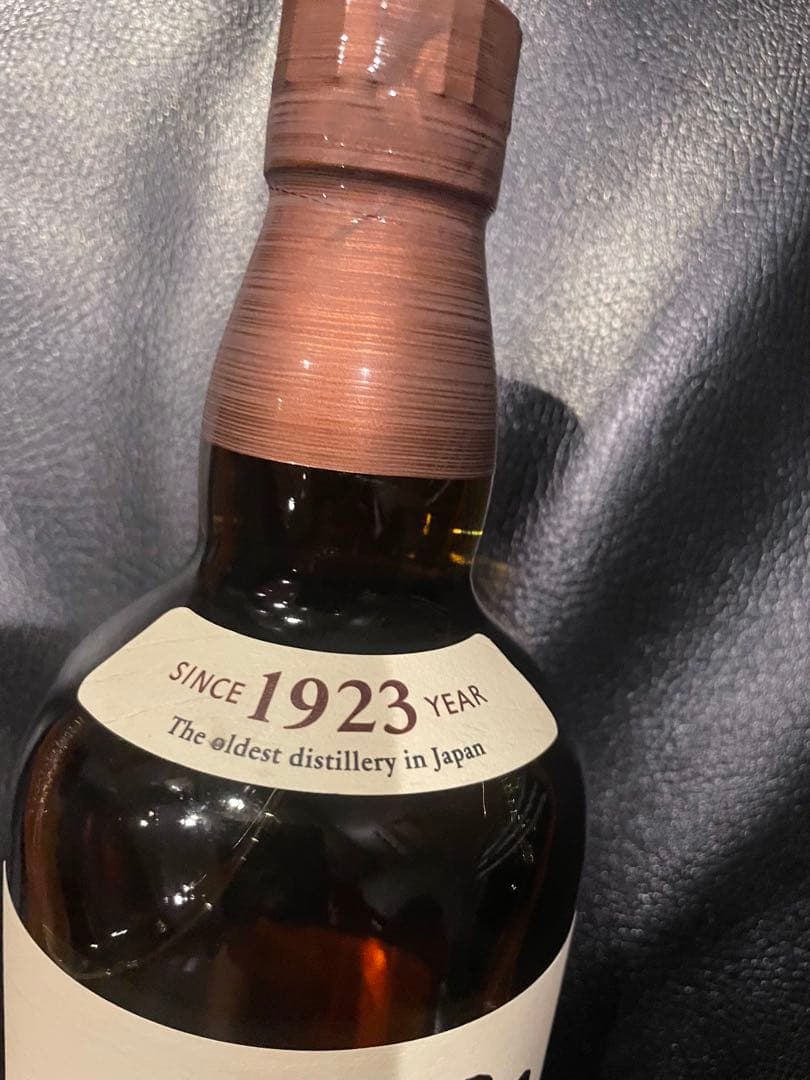 SINCE 1923 YEAR
The oldest distillery in Japan